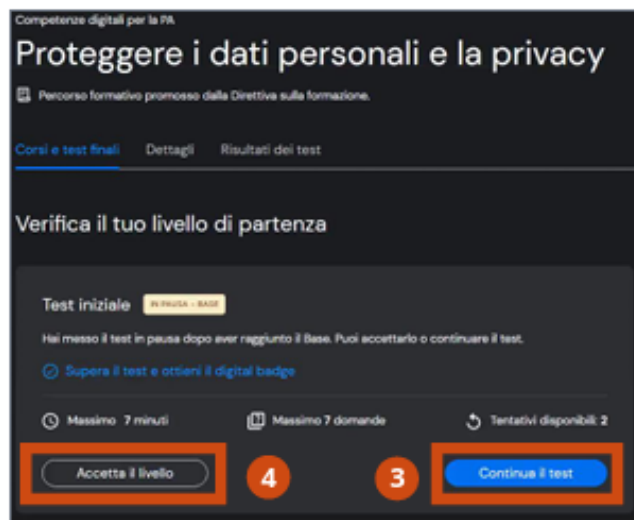 Competenze digitali per la PA
Proteggere i dati personali e la privacy
Percorso formativo promosso dalla Direttiva sulla formazione.
Corsi e test finali Dettagli Risultati dei test
Verifica il tuo livello di partenza
Test iniziale IN PAUSA - BASE
Hai messo il test in pausa dopo aver raggiunto il Base. Puoi accettarlo o continuare il test.
Supera il test e ottieni il digital badge
Massimo 7 minuti Massimo 7 domande Tentativi disponibili: 2
Accetta il livello 4 3 Continua il test